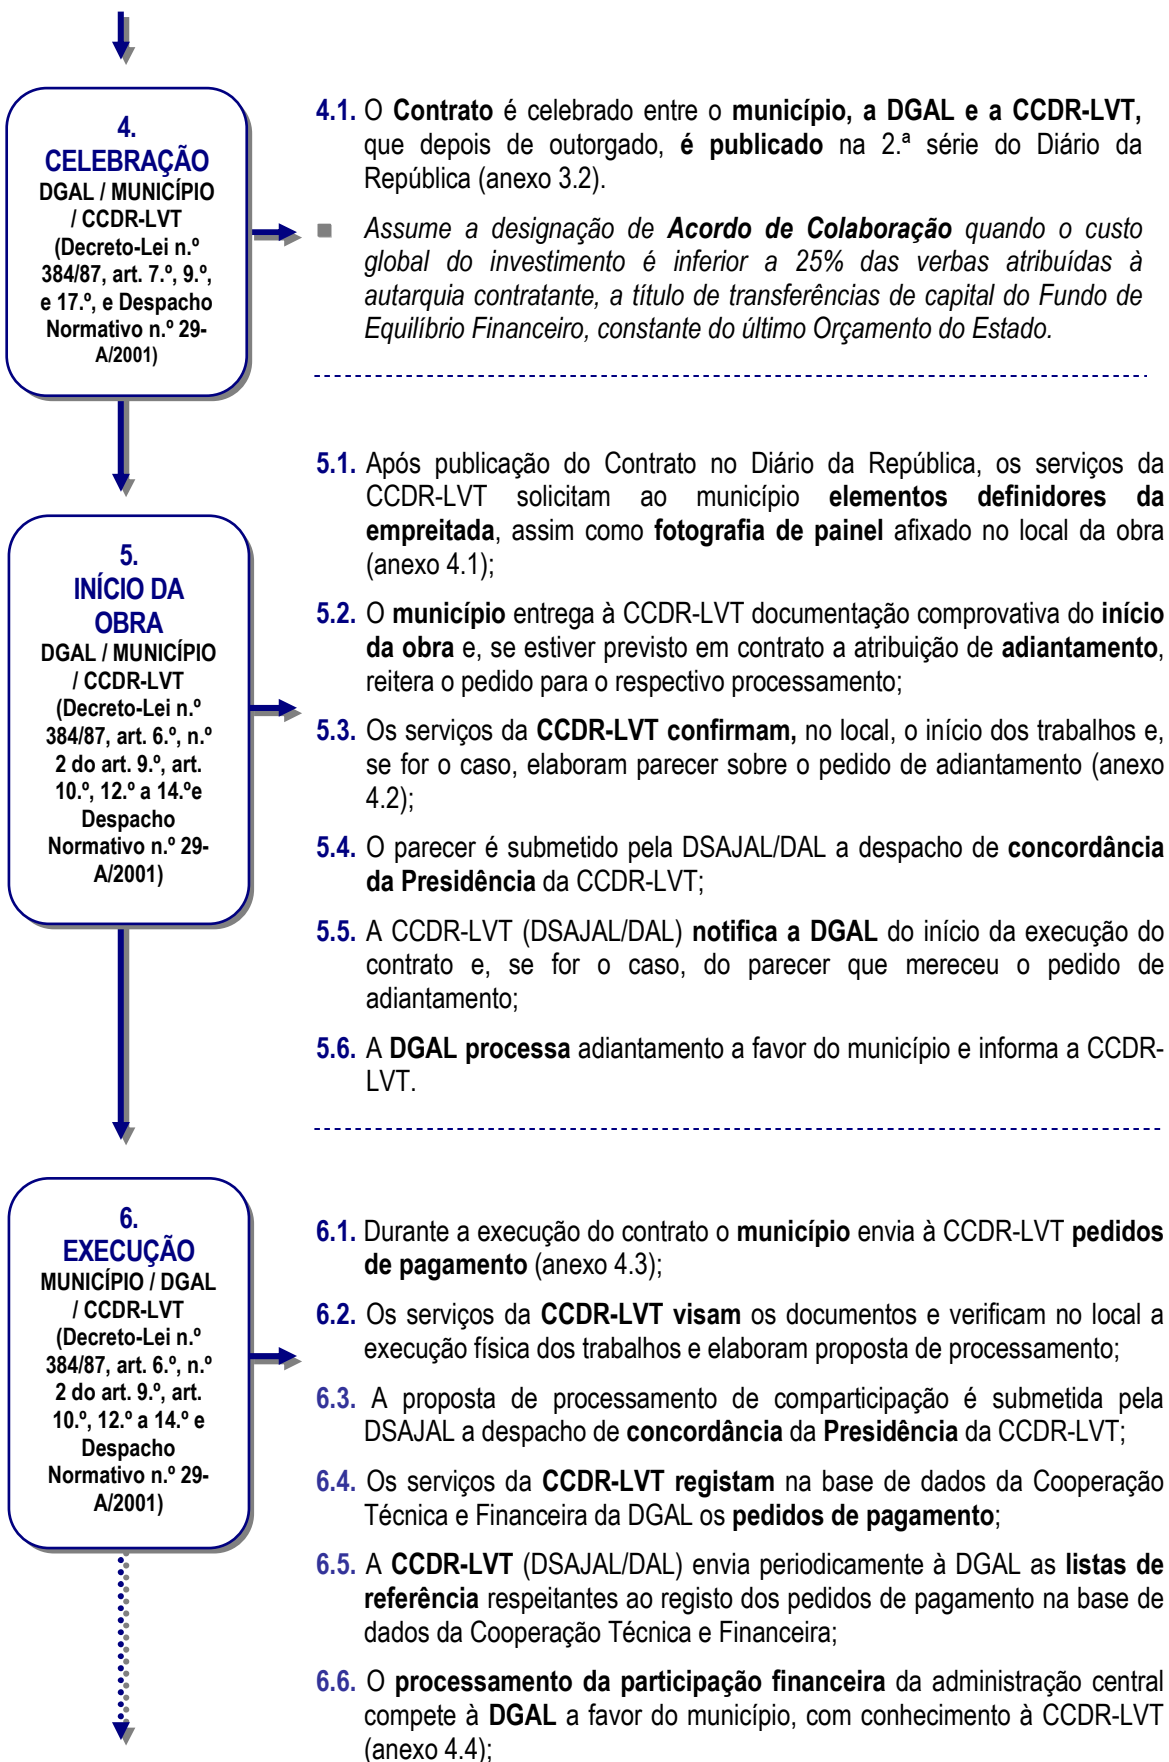 4.
CELEBRAÇÃO
DGAL / MUNICÍPIO
/ CCDR-LVT
(Decreto-Lei n.º
384/87, art. 7.º, 9.º,
e 17.º, e Despacho
Normativo n.º 29-
A/2001)
4.1. O Contrato é celebrado entre o município, a DGAL e a CCDR-LVT,
que depois de outorgado, é publicado na 2.ª série do Diário da
República (anexo 3.2).
Assume a designação de Acordo de Colaboração quando o custo
global do investimento é inferior a 25% das verbas atribuídas à
autarquia contratante, a título de transferências de capital do Fundo de
Equilíbrio Financeiro, constante do último Orçamento do Estado.
5.
INÍCIO DA
OBRA
DGAL / MUNICÍPIO
/ CCDR-LVT
(Decreto-Lei n.º
384/87, art. 6.º, n.º
2 do art. 9.º, art.
10.º, 12.º a 14.ºe
Despacho
Normativo n.º 29-
A/2001)
5.1. Após publicação do Contrato no Diário da República, os serviços da
CCDR-LVT solicitam ao município elementos definidores da
empreitada, assim como fotografia de painel afixado no local da obra
(anexo 4.1);
5.2. O município entrega à CCDR-LVT documentação comprovativa do início
da obra e, se estiver previsto em contrato a atribuição de adiantamento,
reitera o pedido para o respectivo processamento;
5.3. Os serviços da CCDR-LVT confirmam, no local, o início dos trabalhos e,
se for o caso, elaboram parecer sobre o pedido de adiantamento (anexo
4.2);
5.4. O parecer é submetido pela DSAJAL/DAL a despacho de concordância
da Presidência da CCDR-LVT;
5.5. A CCDR-LVT (DSAJAL/DAL) notifica a DGAL do início da execução do
contrato e, se for o caso, do parecer que mereceu o pedido de
adiantamento;
5.6. A DGAL processa adiantamento a favor do município e informa a CCDR-
LVT.
6.
EXECUÇÃO
MUNICÍPIO / DGAL
/ CCDR-LVT
(Decreto-Lei n.º
384/87, art. 6.º, n.º
2 do art. 9.º, art.
10.º, 12.º a 14.º e
Despacho
Normativo n.º 29-
A/2001)
6.1. Durante a execução do contrato o município envia à CCDR-LVT pedidos
de pagamento (anexo 4.3);
6.2. Os serviços da CCDR-LVT visam os documentos e verificam no local a
execução física dos trabalhos e elaboram proposta de processamento;
6.3. A proposta de processamento de comparticipação é submetida pela
DSAJAL a despacho de concordância da Presidência da CCDR-LVT;
6.4. Os serviços da CCDR-LVT registam na base de dados da Cooperação
Técnica e Financeira da DGAL os pedidos de pagamento;
6.5. A CCDR-LVT (DSAJAL/DAL) envia periodicamente à DGAL as listas de
referência respeitantes ao registo dos pedidos de pagamento na base de
dados da Cooperação Técnica e Financeira;
6.6. O processamento da participação financeira da administração central
compete à DGAL a favor do município, com conhecimento à CCDR-LVT
(anexo 4.4);